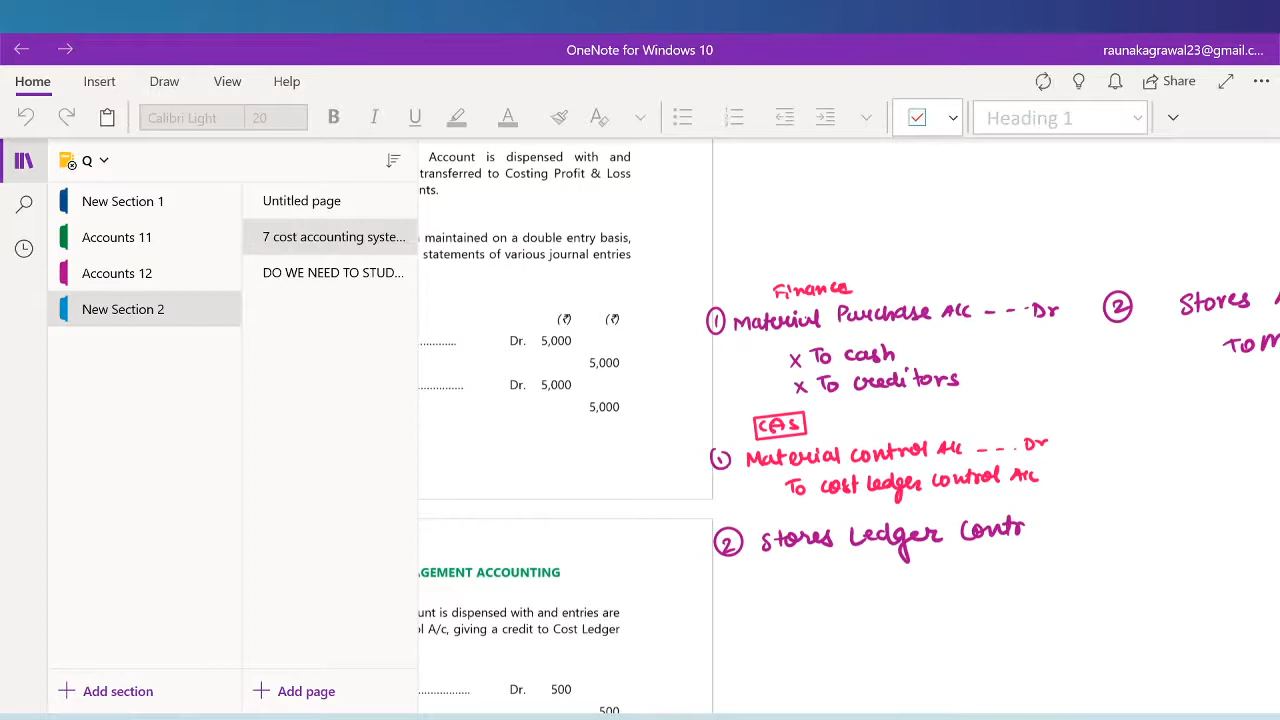 OneNote for Windows 10
raunakagrawal23@gmail.c...
Home Insert Draw View Help
Share
Calibri Light 20 B I U A A Heading 1
Q
New Section 1
Accounts 11
Accounts 12
New Section 2
Untitled page
7 cost accounting syste...
DO WE NEED TO STUD...
Account is dispensed with and
transferred to Costing Profit & Loss
nts.
maintained on a double entry basis,
statements of various journal entries
(₹) (₹)
............ Dr. 5,000
5,000
.............. Dr. 5,000
5,000
GEMENT ACCOUNTING
unt is dispensed with and entries are
ol A/c, giving a credit to Cost Ledger
................ Dr. 500
500
Finance
① Material Purchase A/c - - - . Dr
x To cash
x To creditors
CAS
① Material control A/c - - . Dr
To cost ledger control A/c
② Stores Ledger Contr
② Stores
To M
+ Add section
+ Add page